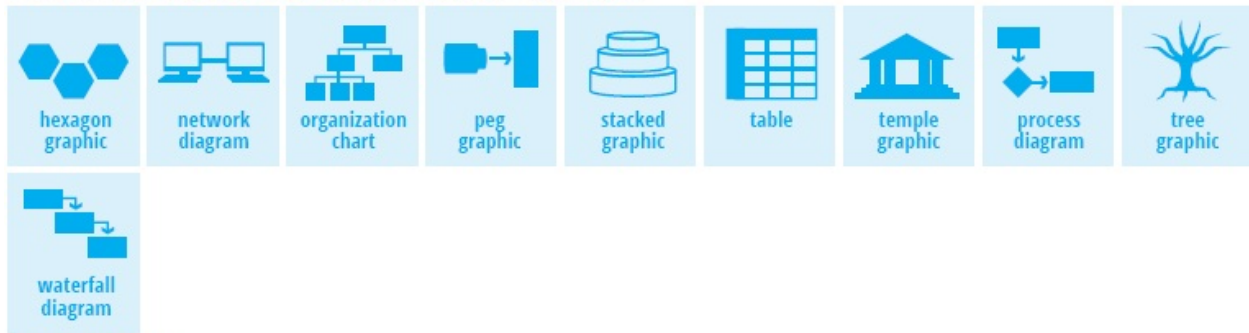 hexagon
graphic
network
diagram
organization
chart
peg
graphic
stacked
graphic
table
temple
graphic
process
diagram
tree
graphic
waterfall
diagram